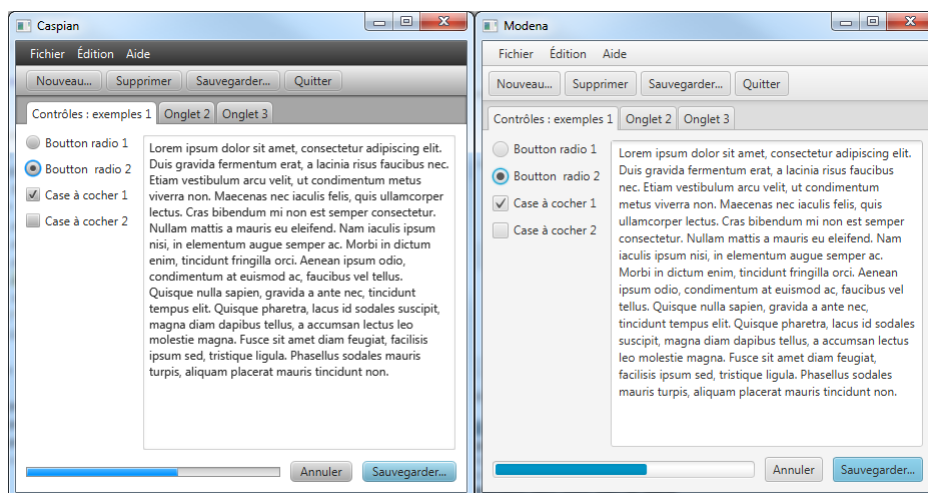 Caspian
Fichier Édition Aide
Nouveau... Supprimer Sauvegarder... Quitter
Contrôles : exemples 1 Onglet 2 Onglet 3
Boutton radio 1
Boutton radio 2
Case à cocher 1
Case à cocher 2
Lorem ipsum dolor sit amet, consectetur adipiscing elit.
Duis gravida fermentum erat, a lacinia risus faucibus nec.
Etiam vestibulum arcu velit, ut condimentum metus
viverra non. Maecenas nec iaculis felis, quis ullamcorper
lectus. Cras bibendum mi non est semper consectetur.
Nullam mattis a mauris eu eleifend. Nam iaculis ipsum
nisi, in elementum augue semper ac. Morbi in dictum
enim, tincidunt fringilla orci. Aenean ipsum odio,
condimentum at euismod ac, faucibus vel tellus.
Quisque nulla sapien, gravida a ante nec, tincidunt
tempus elit. Quisque pharetra, lacus id sodales suscipit,
magna diam dapibus tellus, a accumsan lectus leo
molestie magna. Fusce sit amet diam feugiat, facilisis
ipsum sed, tristique ligula. Phasellus sodales mauris
turpis, aliquam placerat mauris tincidunt non.
Annuler Sauvegarder...
Modena
Fichier Édition Aide
Nouveau... Supprimer Sauvegarder... Quitter
Contrôles : exemples 1 Onglet 2 Onglet 3
Boutton radio 1
Boutton radio 2
Case à cocher 1
Case à cocher 2
Lorem ipsum dolor sit amet, consectetur adipiscing elit.
Duis gravida fermentum erat, a lacinia risus faucibus
nec. Etiam vestibulum arcu velit, ut condimentum
metus viverra non. Maecenas nec iaculis felis, quis
ullamcorper lectus. Cras bibendum mi non est semper
consectetur. Nullam mattis a mauris eu eleifend. Nam
iaculis ipsum nisi, in elementum augue semper ac.
Morbi in dictum enim, tincidunt fringilla orci. Aenean
ipsum odio, condimentum at euismod ac, faucibus vel
tellus. Quisque nulla sapien, gravida a ante nec,
tincidunt tempus elit. Quisque pharetra, lacus id sodales
suscipit, magna diam dapibus tellus, a accumsan lectus
leo molestie magna. Fusce sit amet diam feugiat,
facilisis ipsum sed, tristique ligula. Phasellus sodales
mauris turpis, aliquam placerat mauris tincidunt non.
Annuler Sauvegarder...